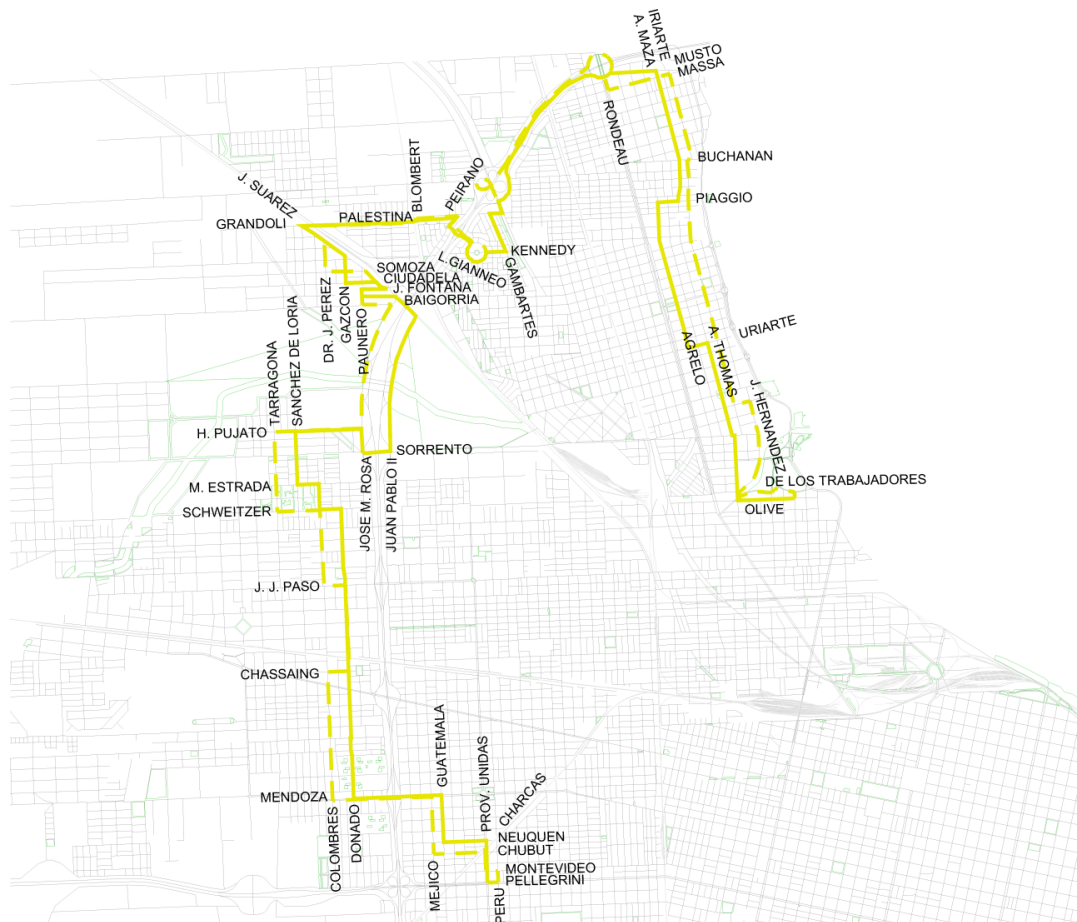 IRIARTE
A. MAZA
MUSTO
MASSA
RONDEAU
BUCHANAN
BLOMBERT
PEIRANO
J. SUAREZ
PIAGGIO
GRANDOLI
PALESTINA
KENNEDY
L.GIANNEO
GAMBARTES
SOMOZA
CIUDADELA
J. FONTANA
BAIGORRIA
DR. J. PEREZ
GAZCON
PAUNERO
URIARTE
AGRELO
A. THOMAS
J. HERNANDEZ
TARRAGONA
SANCHEZ DE LORIA
H. PUJATO
SORRENTO
JOSE M. ROSA
JUAN PABLO II
DE LOS TRABAJADORES
M. ESTRADA
OLIVE
SCHWEITZER
J. J. PASO
CHASSAING
GUATEMALA
PROV. UNIDAS
CHARCAS
MENDOZA
COLOMBRES
DONADO
NEUQUEN
CHUBUT
MEJICO
MONTEVIDEO
PELLEGRINI
PERU